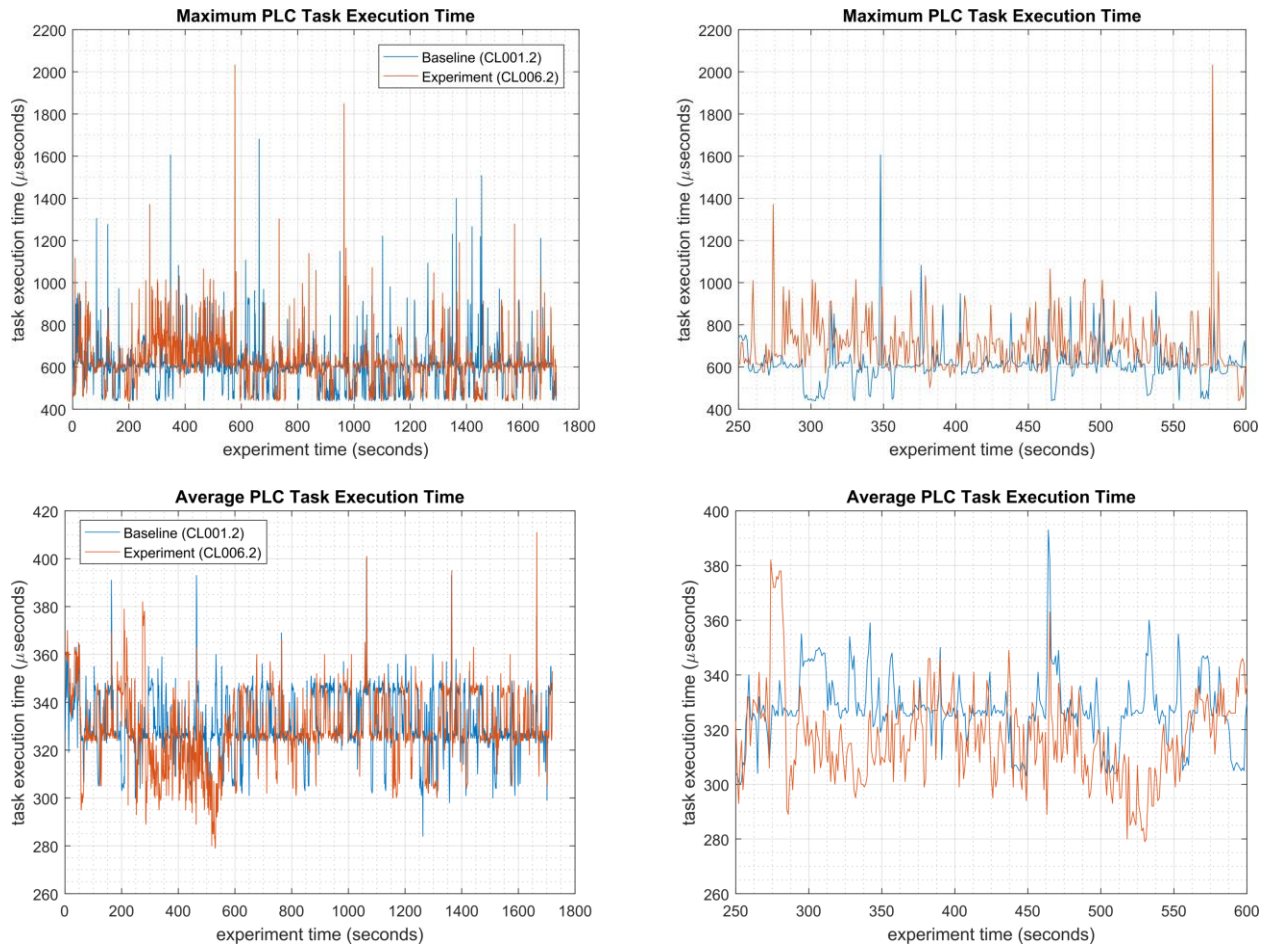 Maximum PLC Task Execution Time
task execution time (μseconds)
2200
2000
1800
1600
1400
1200
1000
800
600
400
Baseline (CL001.2)
Experiment (CL006.2)
0 200 400 600 800 1000 1200 1400 1600 1800
experiment time (seconds)
Maximum PLC Task Execution Time
task execution time (μseconds)
2200
2000
1800
1600
1400
1200
1000
800
600
400
250 300 350 400 450 500 550 600
experiment time (seconds)
Average PLC Task Execution Time
task execution time (μseconds)
420
400
380
360
340
320
300
280
260
Baseline (CL001.2)
Experiment (CL006.2)
0 200 400 600 800 1000 1200 1400 1600 1800
experiment time (seconds)
Average PLC Task Execution Time
task execution time (μseconds)
400
380
360
340
320
300
280
260
250 300 350 400 450 500 550 600
experiment time (seconds)